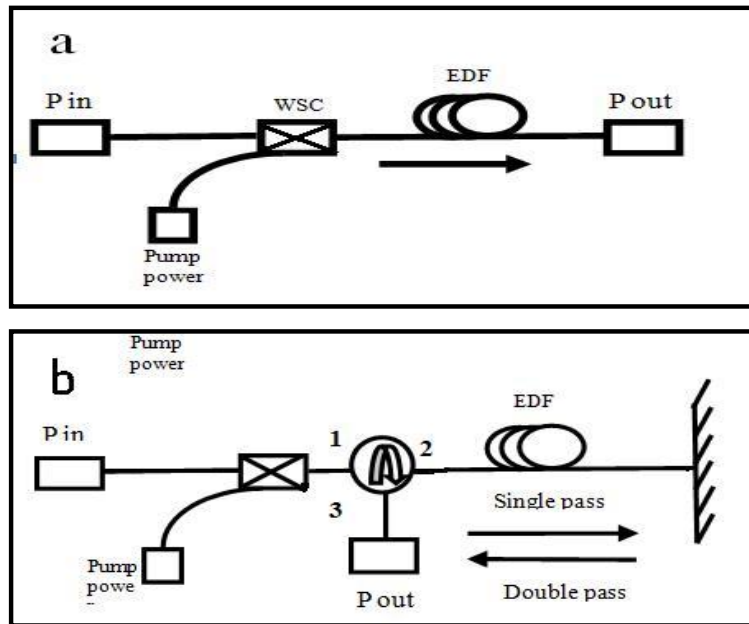 a
EDF
P in
WSC
P out
Pump
power
Pump
power
b
EDF
P in
1
2
3
Single pass
Pump
powe
P out
Double pass